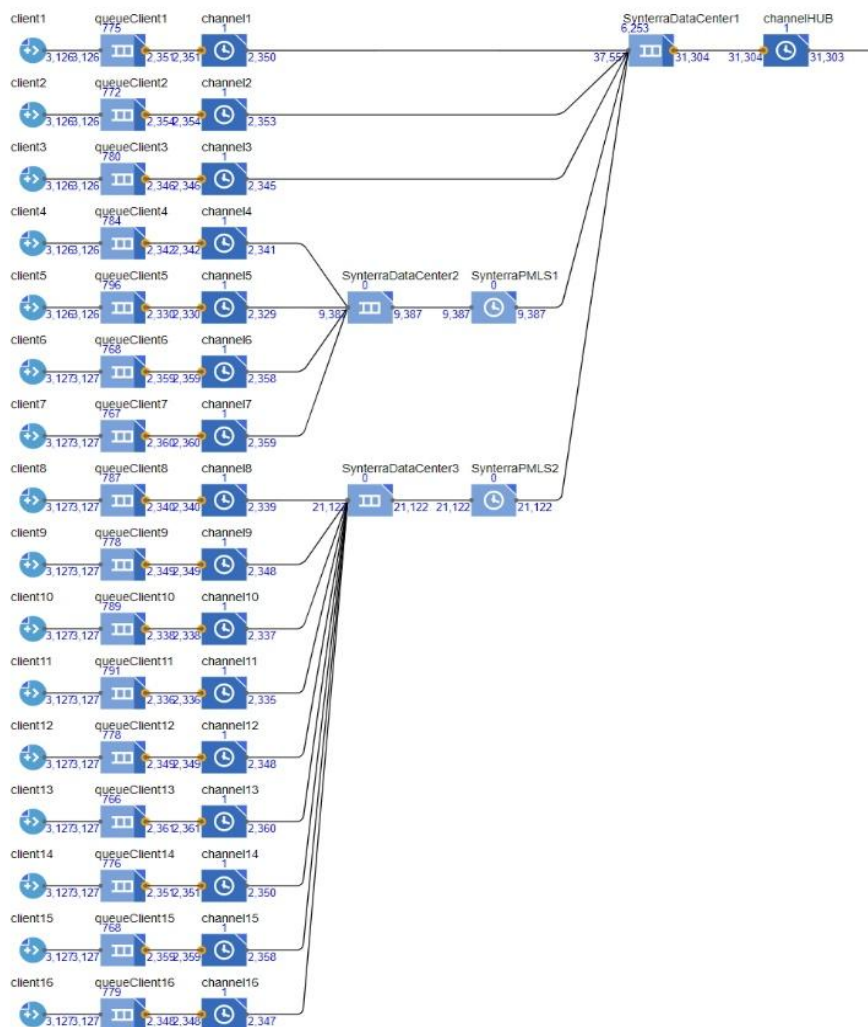 client1 queueClient1 channel1 SynterraDataCenter1 channelHUB
775 1 6,253 1
3,126 3,126 2,351 2,351 2,350 31,304 31,304 31,303
client2 queueClient2 channel2
772 1
3,126 3,126 2,354 2,354 2,353
client3 queueClient3 channel3
780 1
3,126 3,126 2,346 2,346 2,345
client4 queueClient4 channel4
784 1
3,126 3,126 2,342 2,342 2,341
client5 queueClient5 channel5 SynterraDataCenter2 SynterraPMLS1
796 1 0 0
3,126 3,126 2,330 2,330 2,329 9,387 9,387 9,387 9,387
client6 queueClient6 channel6
768 1
3,127 3,127 2,359 2,359 2,358
client7 queueClient7 channel7
767 1
3,127 3,127 2,360 2,360 2,359
client8 queueClient8 channel8 SynterraDataCenter3 SynterraPMLS2
787 1 0 0
3,127 3,127 2,340 2,340 2,339 21,122 21,122 21,122 21,122
client9 queueClient9 channel9
778 1
3,127 3,127 2,349 2,349 2,348
client10 queueClient10 channel10
789 1
3,127 3,127 2,338 2,338 2,337
client11 queueClient11 channel11
791 1
3,127 3,127 2,336 2,336 2,335
client12 queueClient12 channel12
778 1
3,127 3,127 2,349 2,349 2,348
client13 queueClient13 channel13
766 1
3,127 3,127 2,361 2,361 2,360
client14 queueClient14 channel14
776 1
3,127 3,127 2,351 2,351 2,350
client15 queueClient15 channel15
768 1
3,127 3,127 2,359 2,359 2,358
client16 queueClient16 channel16
779 1
3,127 3,127 2,348 2,348 2,347